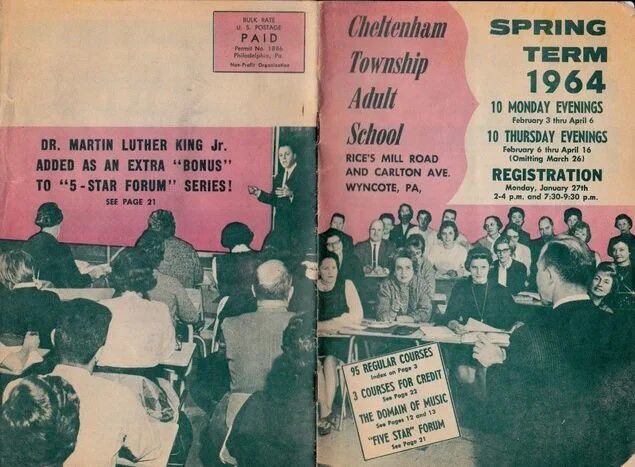 BULK RATE
U. S. POSTAGE
PAID
Permit No. 1886
Philadelphia, Pa.
Non-Profit Organization
DR. MARTIN LUTHER KING Jr.
ADDED AS AN EXTRA "BONUS"
TO "5-STAR FORUM" SERIES!
SEE PAGE 21
Cheltenham
Township
Adult
School
RICE'S MILL ROAD
AND CARLTON AVE.
WYNCOTE, PA,
SPRING
TERM
1964
10 MONDAY EVENINGS
February 3 thru April 6
10 THURSDAY EVENINGS
February 6 thru April 16
(Omitting March 26)
REGISTRATION
Monday, January 27th
2-4 p.m. and 7:30-9:30 p.m.
95 REGULAR COURSES
Index on Page 3
3 COURSES FOR CREDIT
See Page 22
THE DOMAIN OF MUSIC
See Pages 12 and 13
"FIVE STAR" FORUM
See Page 21